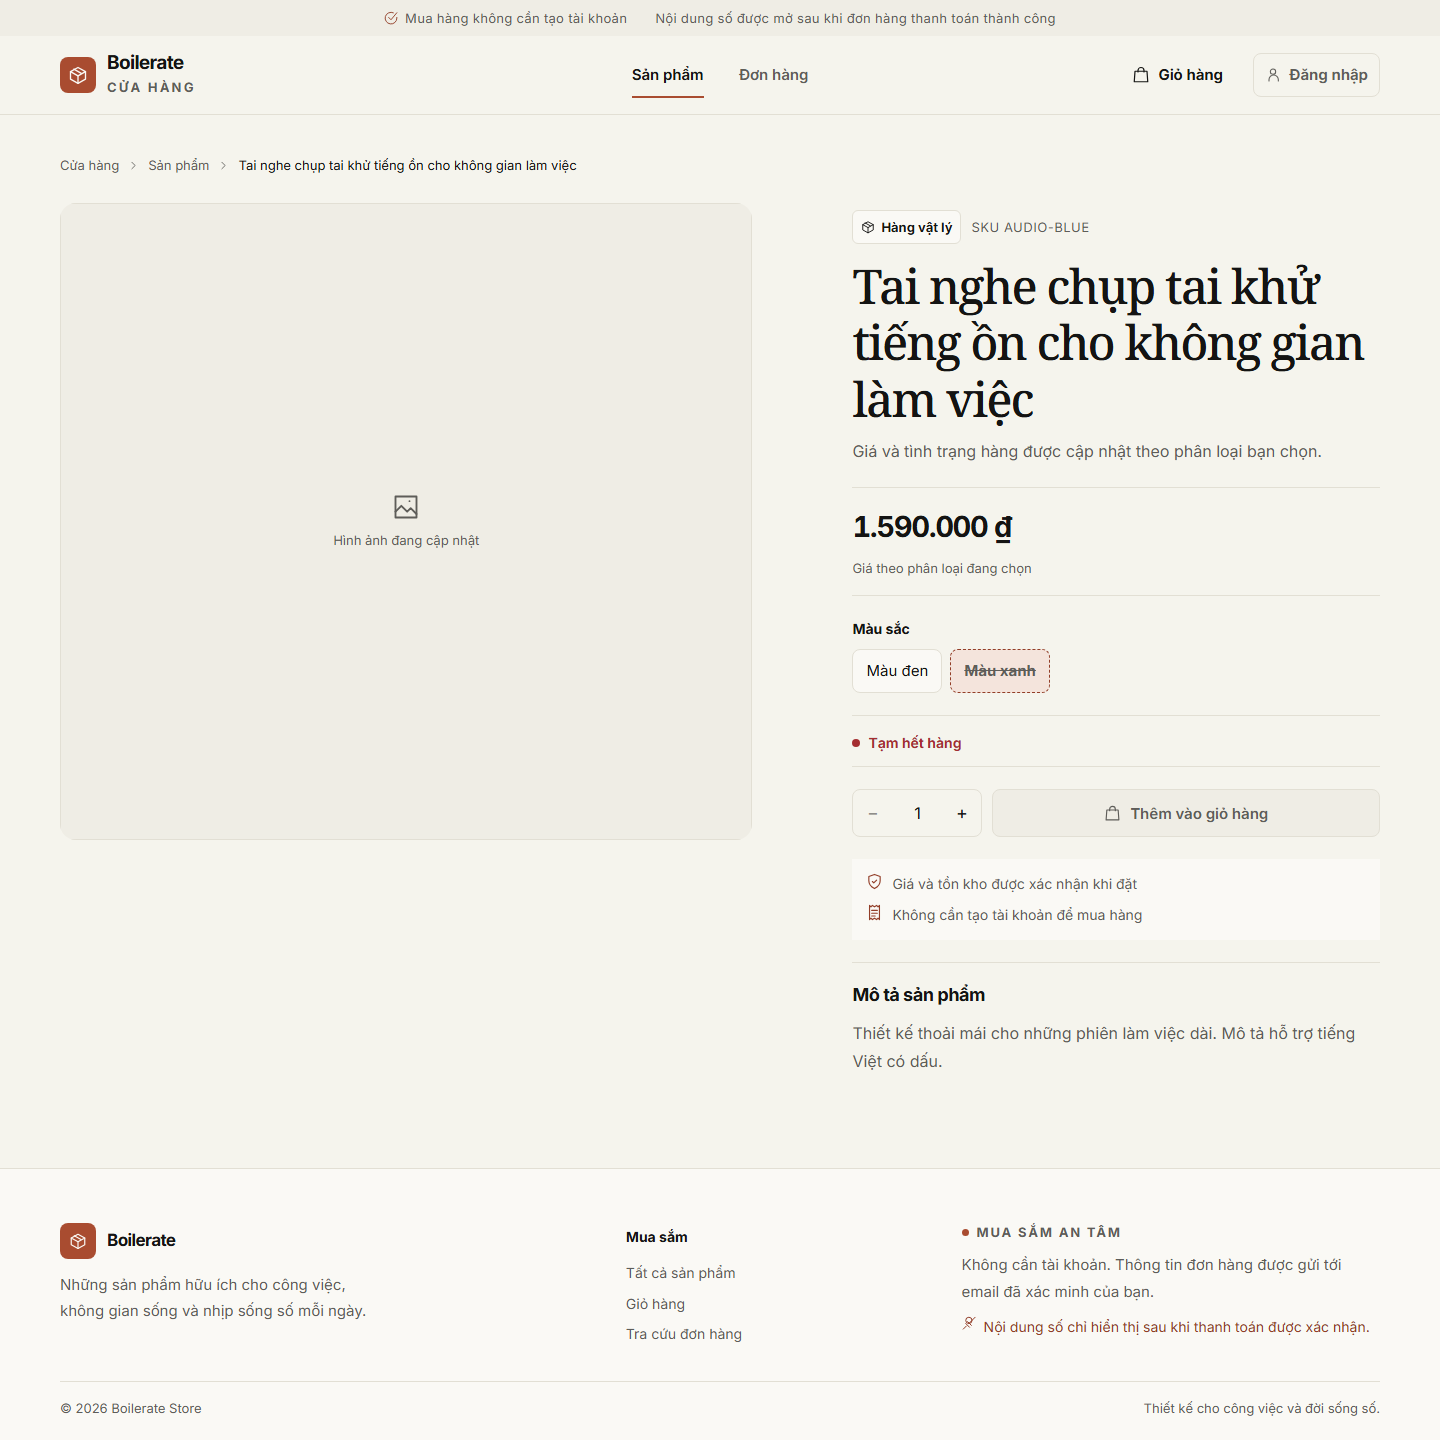 Mua hàng không cần tạo tài khoản
Nội dung số được mở sau khi đơn hàng thanh toán thành công
Boilerate
CỬA HÀNG
Sản phẩm
Đơn hàng
Giỏ hàng
Đăng nhập
Cửa hàng
Sản phẩm
Tai nghe chụp tai khử tiếng ồn cho không gian làm việc
Hình ảnh đang cập nhật
Hàng vật lý
SKU AUDIO-BLUE
Tai nghe chụp tai khử
tiếng ồn cho không gian
làm việc
Giá và tình trạng hàng được cập nhật theo phân loại bạn chọn.
1.590.000 ₫
Giá theo phân loại đang chọn
Màu sắc
Màu đen
Màu xanh
Tạm hết hàng
− 1 +
Thêm vào giỏ hàng
Giá và tồn kho được xác nhận khi đặt
Không cần tạo tài khoản để mua hàng
Mô tả sản phẩm
Thiết kế thoải mái cho những phiên làm việc dài. Mô tả hỗ trợ tiếng
Việt có dấu.
Boilerate
Những sản phẩm hữu ích cho công việc,
không gian sống và nhịp sống số mỗi ngày.
Mua sắm
Tất cả sản phẩm
Giỏ hàng
Tra cứu đơn hàng
MUA SẮM AN TÂM
Không cần tài khoản. Thông tin đơn hàng được gửi tới
email đã xác minh của bạn.
Nội dung số chỉ hiển thị sau khi thanh toán được xác nhận.
© 2026 Boilerate Store
Thiết kế cho công việc và đời sống số.